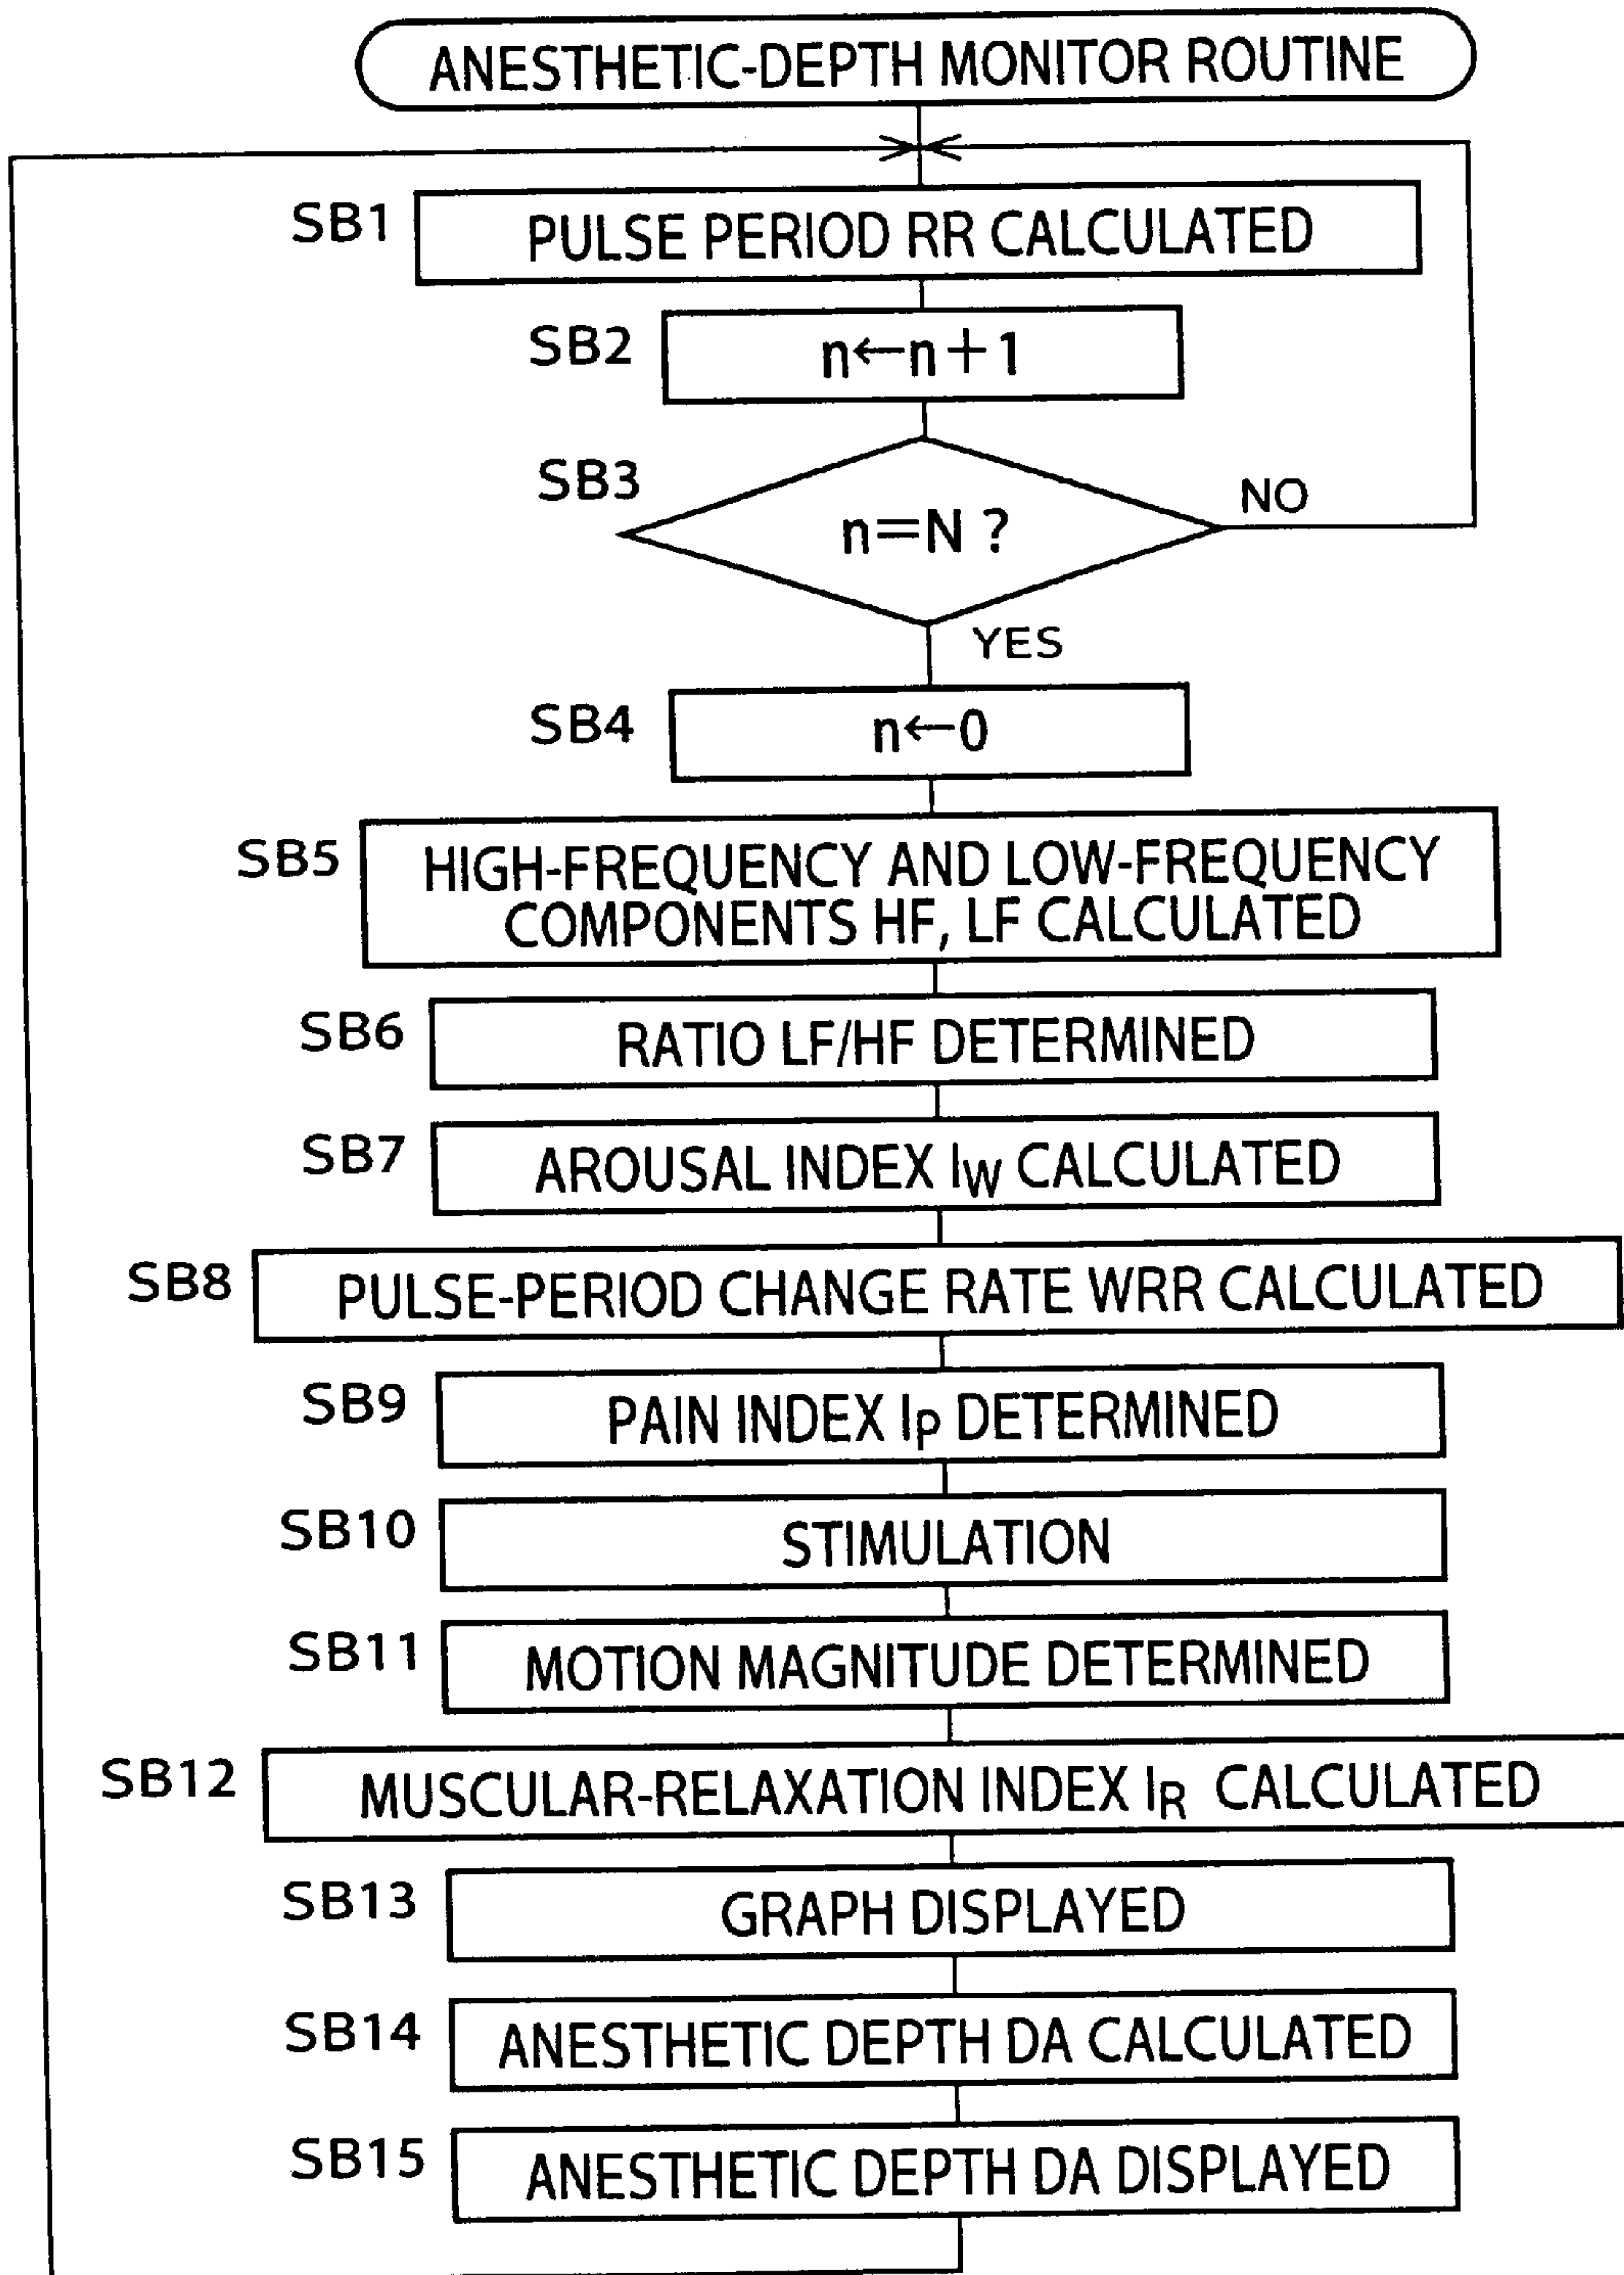 ANESTHETIC-DEPTH MONITOR ROUTINE
SB1 PULSE PERIOD RR CALCULATED
SB2 n←n+1
SB3 n=N ? NO
YES
SB4 n←0
SB5 HIGH-FREQUENCY AND LOW-FREQUENCY
COMPONENTS HF, LF CALCULATED
SB6 RATIO LF/HF DETERMINED
SB7 AROUSAL INDEX IW CALCULATED
SB8 PULSE-PERIOD CHANGE RATE WRR CALCULATED
SB9 PAIN INDEX IP DETERMINED
SB10 STIMULATION
SB11 MOTION MAGNITUDE DETERMINED
SB12 MUSCULAR-RELAXATION INDEX IR CALCULATED
SB13 GRAPH DISPLAYED
SB14 ANESTHETIC DEPTH DA CALCULATED
SB15 ANESTHETIC DEPTH DA DISPLAYED